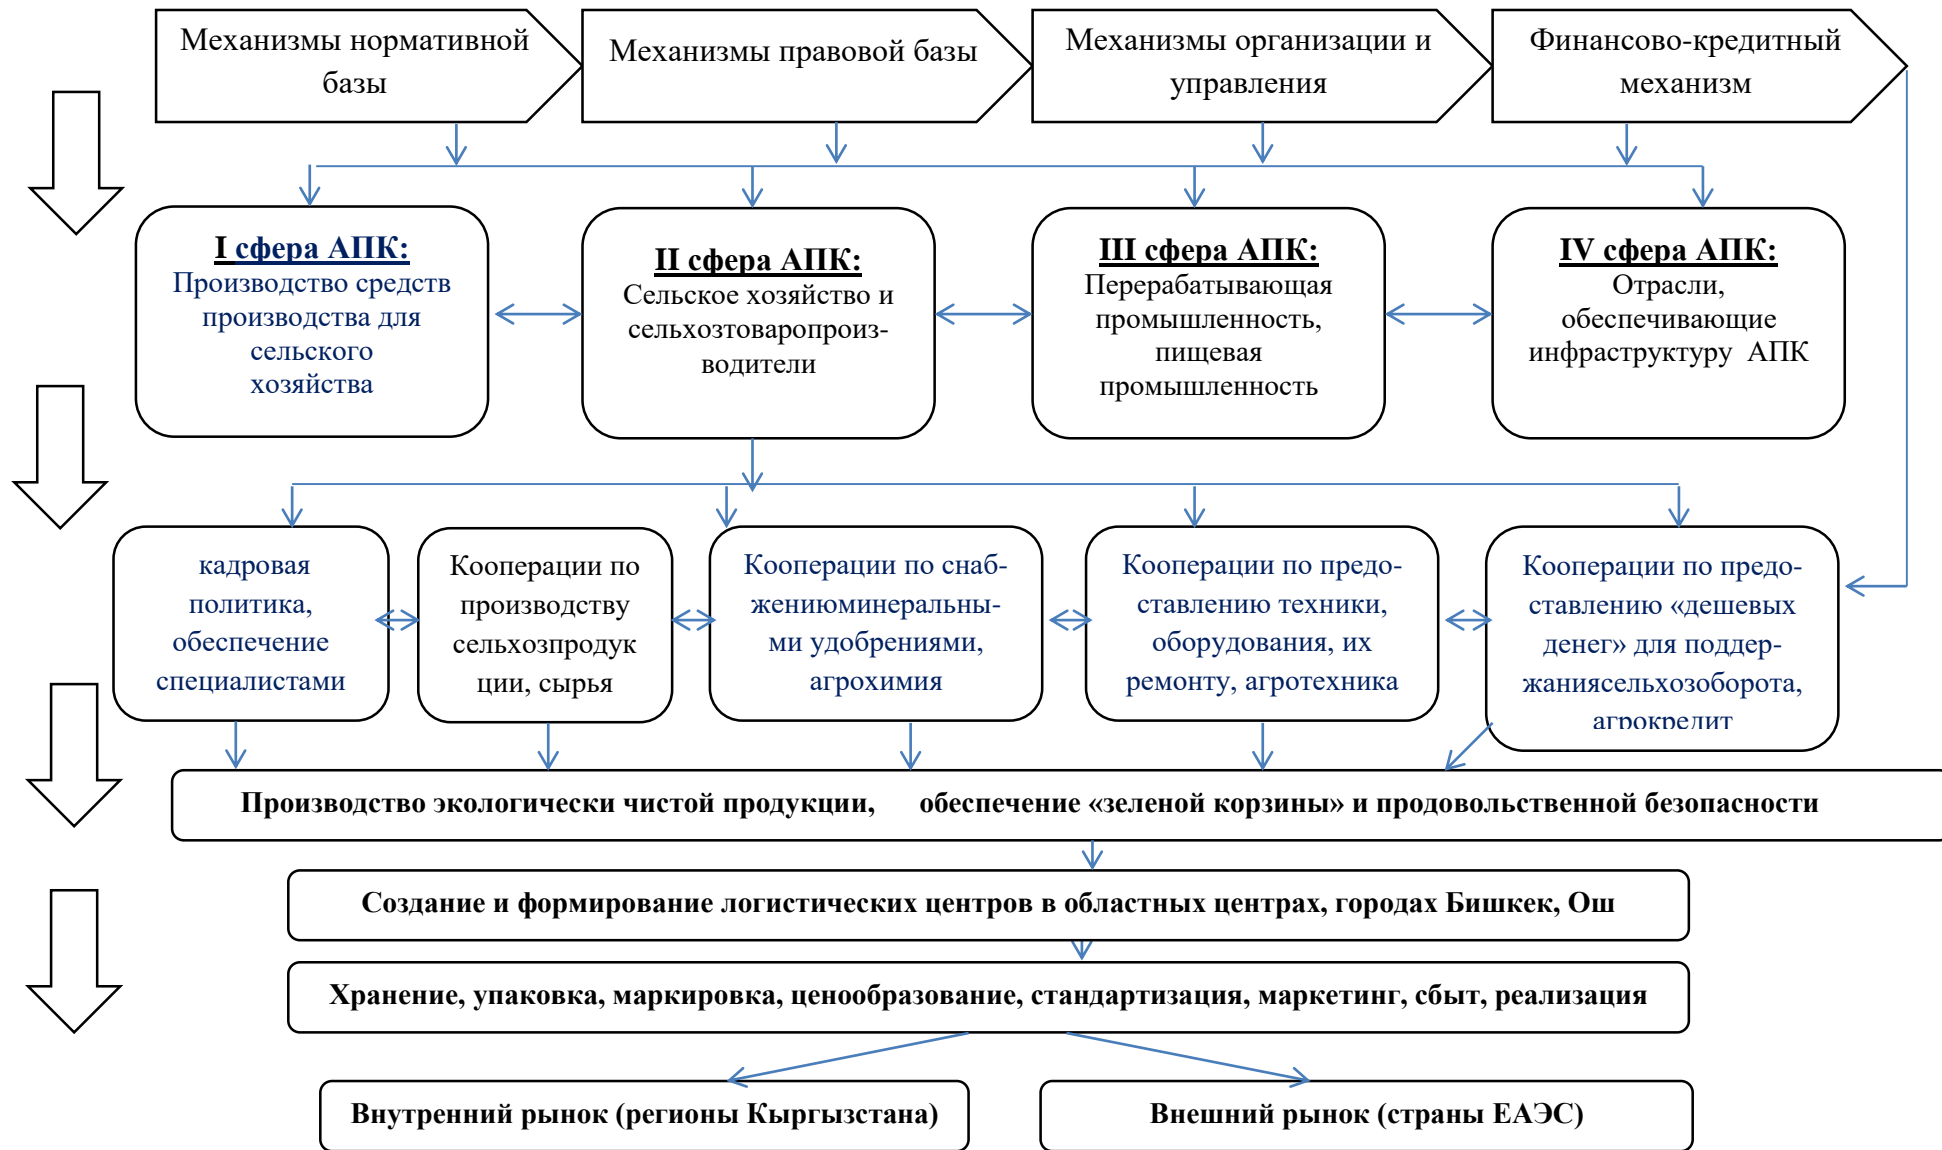 Механизмы нормативной
базы
Механизмы правовой базы
Механизмы организации и
управления
Финансово-кредитный
механизм
I сфера АПК:
Производство средств
производства для
сельского
хозяйства
II сфера АПК:
Сельское хозяйство и
сельхозтоваропроиз-
водители
III сфера АПК:
Перерабатывающая
промышленность,
пищевая
промышленность
IV сфера АПК:
Отрасли,
обеспечивающие
инфраструктуру АПК
кадровая
политика,
обеспечение
специалистами
Кооперации по
производству
сельхозпродук
ции, сырья
Кооперации по снаб-
жениюминеральны-
ми удобрениями,
агрохимия
Кооперации по предо-
ставлению техники,
оборудования, их
ремонту, агротехника
Кооперации по предо-
ставлению «дешевых
денег» для поддер-
жаниясельхозоборота,
агрокредит
Производство экологически чистой продукции, обеспечение «зеленой корзины» и продовольственной безопасности
Создание и формирование логистических центров в областных центрах, городах Бишкек, Ош
Хранение, упаковка, маркировка, ценообразование, стандартизация, маркетинг, сбыт, реализация
Внутренний рынок (регионы Кыргызстана)
Внешний рынок (страны ЕАЭС)